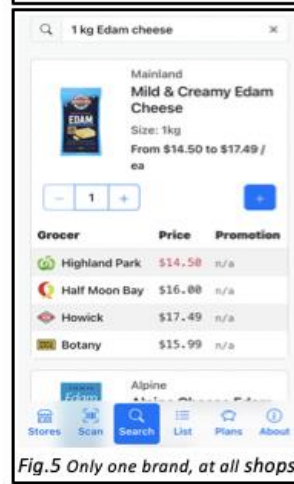 1 kg Edam cheese ×
Mainland
Mild & Creamy Edam
Cheese
Size: 1kg
From $14.50 to $17.49 /
ea
EDAM
− 1 +
+
Grocer Price Promotion
Highland Park $14.50 n/a
Half Moon Bay $16.00 n/a
Howick $17.49 n/a
Botany $15.99 n/a
Alpine
Edam
Stores Scan Search List Plans About
Fig.5 Only one brand, at all shops